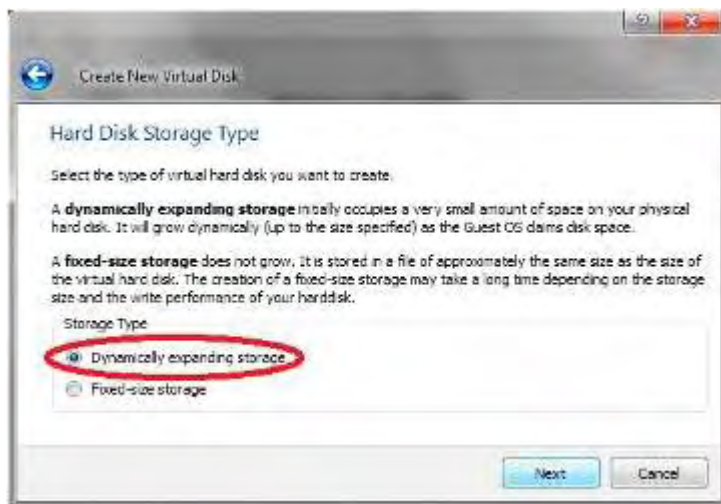 Create New Virtual Disk
Hard Disk Storage Type
Select the type of virtual hard disk you want to create.
A dynamically expanding storage initially occupies a very small amount of space on your physical
hard disk. It will grow dynamically (up to the size specified) as the Guest OS claims disk space.
A fixed-size storage does not grow. It is stored in a file of approximately the same size as the size of
the virtual hard disk. The creation of a fixed-size storage may take a long time depending on the storage
size and the write performance of your harddisk.
Storage Type
Dynamically expanding storage
Fixed-size storage
Next
Cancel